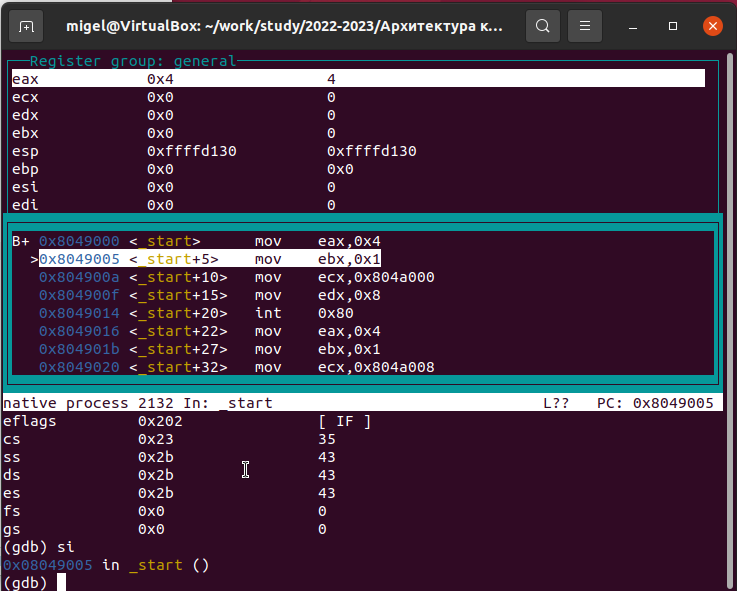 migel@VirtualBox: ~/work/study/2022-2023/Архитектура к...
Register group: general
eax 0x4 4
ecx 0x0 0
edx 0x0 0
ebx 0x0 0
esp 0xffffd130 0xffffd130
ebp 0x0 0x0
esi 0x0 0
edi 0x0 0
B+ 0x8049000 <_start> mov eax,0x4
>0x8049005 <_start+5> mov ebx,0x1
0x804900a <_start+10> mov ecx,0x804a000
0x804900f <_start+15> mov edx,0x8
0x8049014 <_start+20> int 0x80
0x8049016 <_start+22> mov eax,0x4
0x804901b <_start+27> mov ebx,0x1
0x8049020 <_start+32> mov ecx,0x804a008
native process 2132 In: _start L?? PC: 0x8049005
eflags 0x202 [ IF ]
cs 0x23 35
ss 0x2b 43
ds 0x2b 43
es 0x2b 43
fs 0x0 0
gs 0x0 0
(gdb) si
0x08049005 in _start ()
(gdb)